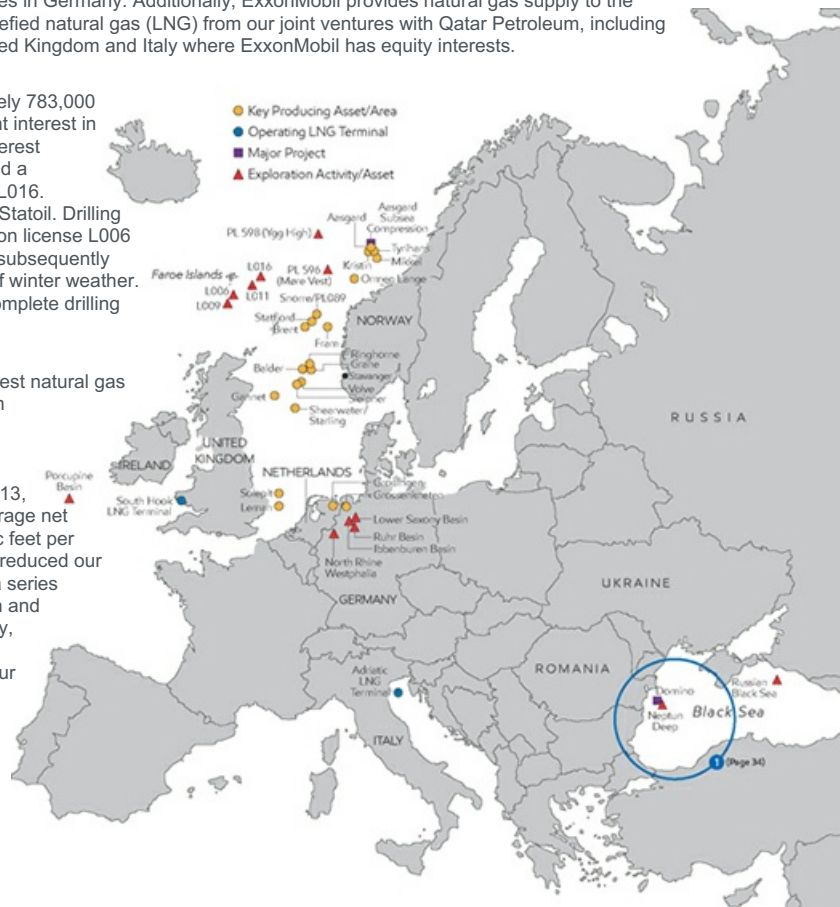 es in Germany. Additionally, ExxonMobil provides natural gas supply to the
efied natural gas (LNG) from our joint ventures with Qatar Petroleum, including
ed Kingdom and Italy where ExxonMobil has equity interests.
ely 783,000
nt interest in
erest
d a
L016.
Statoil. Drilling
on license L006
subsequently
f winter weather.
omplete drilling
est natural gas
13,
rage net
c feet per
reduced our
series
and
y,
ur
Key Producing Asset/Area
Operating LNG Terminal
Major Project
Exploration Activity/Asset
Aasgard
Aasgard
Subsea
Compression
PL 598 (Ygg High)
Tyrihans
Mikkel
Kristin
Ormen Lange
PL 596
(Møre Vest)
Faroe Islands
L016
L011
L006
L009
Snorre/PL089
Statfjord
Brent
Fram
NORWAY
Ringhorne
Grane
Balder
Stavanger
Volve
Sleipner
Gannet
Shearwater/
Starling
RUSSIA
UNITED
KINGDOM
IRELAND
NETHERLANDS
Porcupine
Basin
South Hook
LNG Terminal
Groningen
Grossenkneten
Lower Saxony Basin
Ruhr Basin
Ibbenburen Basin
North Rhine
Westphalia
GERMANY
UKRAINE
ROMANIA
Adriatic
LNG
Terminal
ITALY
Domino
Neptun
Deep
Black Sea
Russian
Black Sea
1 (Page 34)